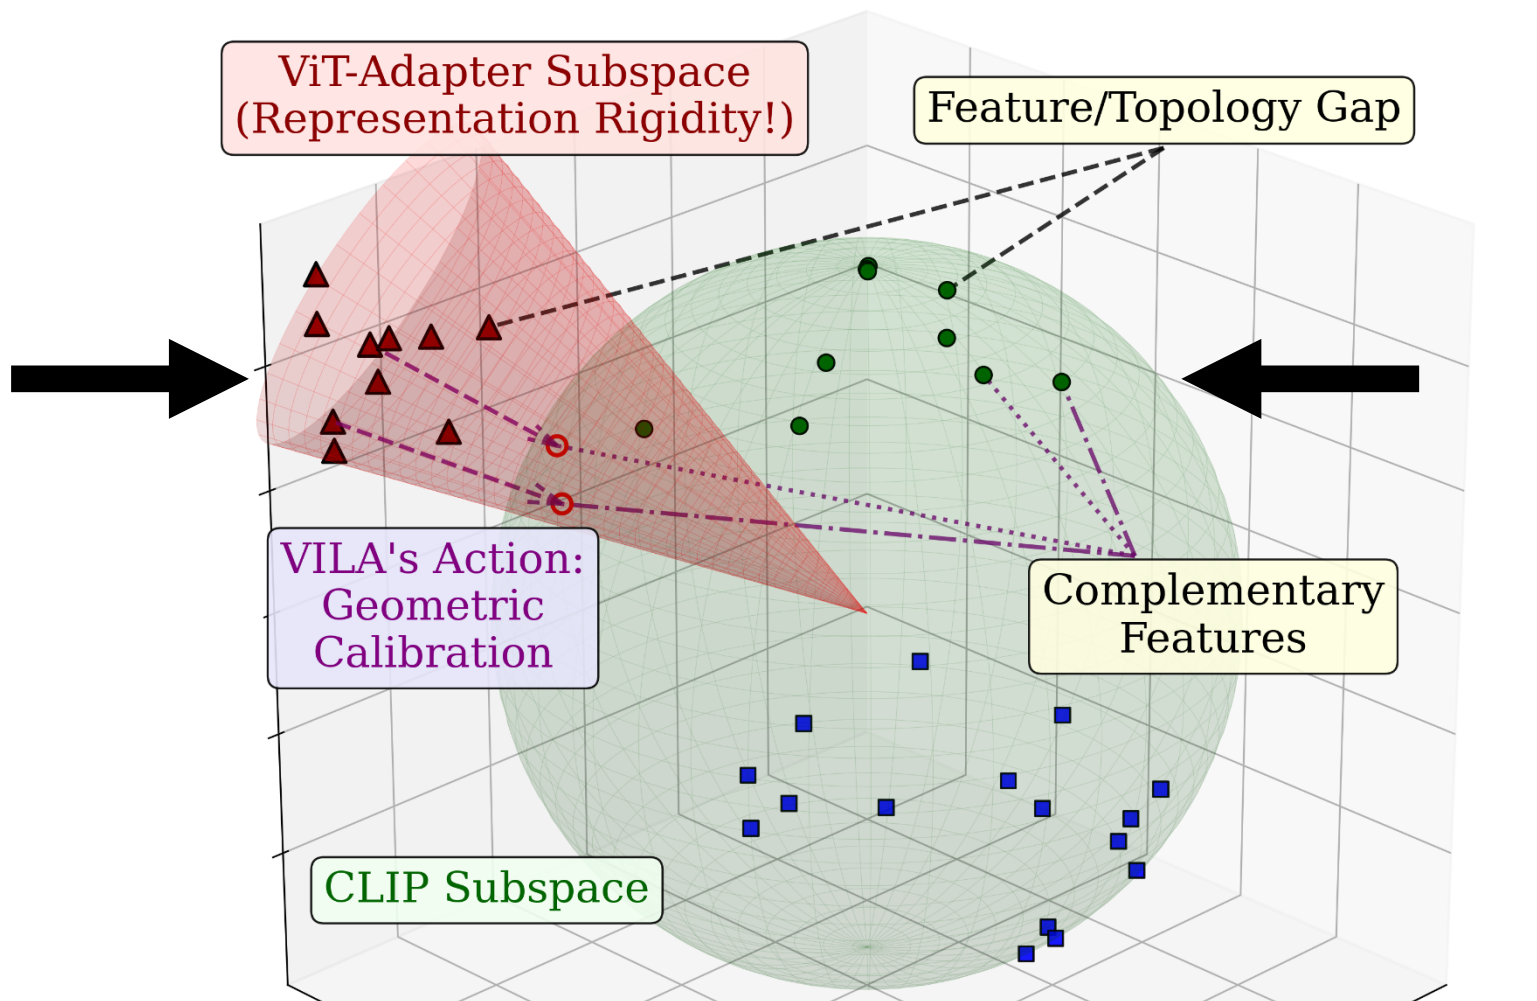 ViT-Adapter Subspace
(Representation Rigidity!)
Feature/Topology Gap
VILA's Action:
Geometric
Calibration
Complementary
Features
CLIP Subspace